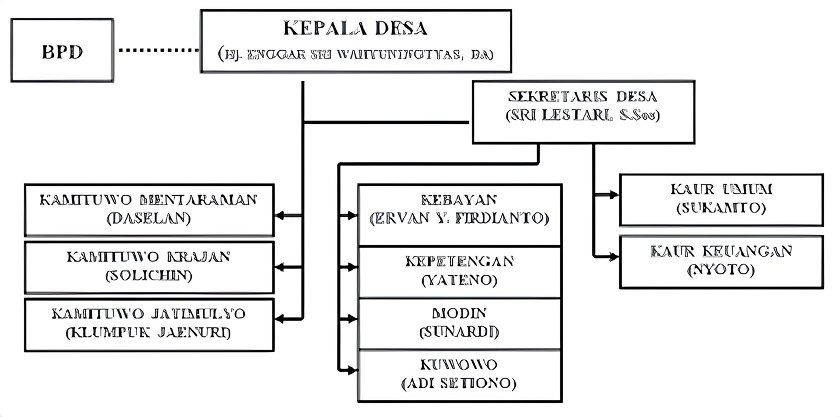 BPD
KEPALA DESA
(HJ. ENGGAR SRI WAHYUNINGTYAS, BA)
SEKRETARIS DESA
(SRI LESTARI, S.Sos)
KAMITUWO MENTARAMAN
(DASELAN)
KAMITUWO KRAJAN
(SOLICHIN)
KAMITUWO JATIMULYO
(KLUMPUK JAENURI)
KEBAYAN
(ERVAN Y. FIRDIANTO)
KEPETENGAN
(YATENO)
MODIN
(SUNARDI)
KUWOWO
(ADI SETIONO)
KAUR UMUM
(SUKAMTO)
KAUR KEUANGAN
(NYOTO)